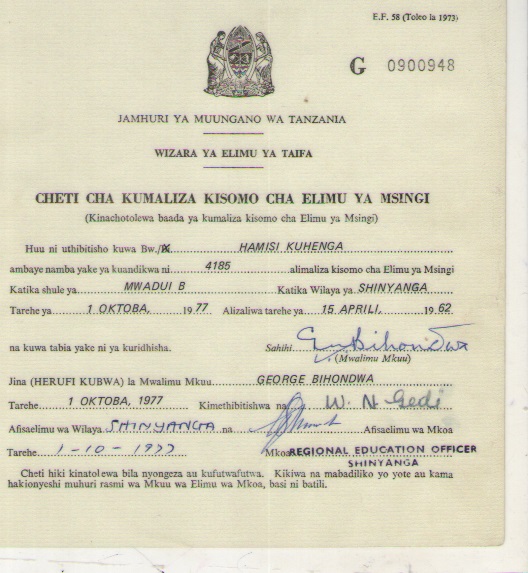 E.F. 58 (Toleo la 1973)
G 0900948
JAMHURI YA MUUNGANO WA TANZANIA
WIZARA YA ELIMU YA TAIFA
CHETI CHA KUMALIZA KISOMO CHA ELIMU YA MSINGI
(Kinachotolewa baada ya kumaliza kisomo cha Elimu ya Msingi)
Huu ni uthibitisho kuwa Bw./ HAMISI KUHENGA
ambaye namba yake ya kuandikwa ni 4185 alimaliza kisomo cha Elimu ya Msingi
Katika shule ya MWADUI B Katika Wilaya ya SHINYANGA
Tarehe ya 1 OKTOBA, 1977 Alizaliwa tarehe ya 15 APRILI, 1962
na kuwa tabia yake ni ya kuridhisha. Sahihi Bihondwa
(Mwalimu Mkuu)
Jina (HERUFI KUBWA) la Mwalimu Mkuu GEORGE BIHONDWA
Tarehe 1 OKTOBA, 1977 Kimethibitishwa na W. N. Gedi
Afisaelimu wa Wilaya SHINYANGA na Afisaelimu wa Mkoa
Tarehe 1-10-1977 Mkoa REGIONAL EDUCATION OFFICER
SHINYANGA
Cheti hiki kinatolewa bila nyongeza au kufutwafutwa. Kikiwa na mabadiliko yo yote au kama
hakionyeshi muhuri rasmi wa Mkuu wa Elimu wa Mkoa, basi ni batili.